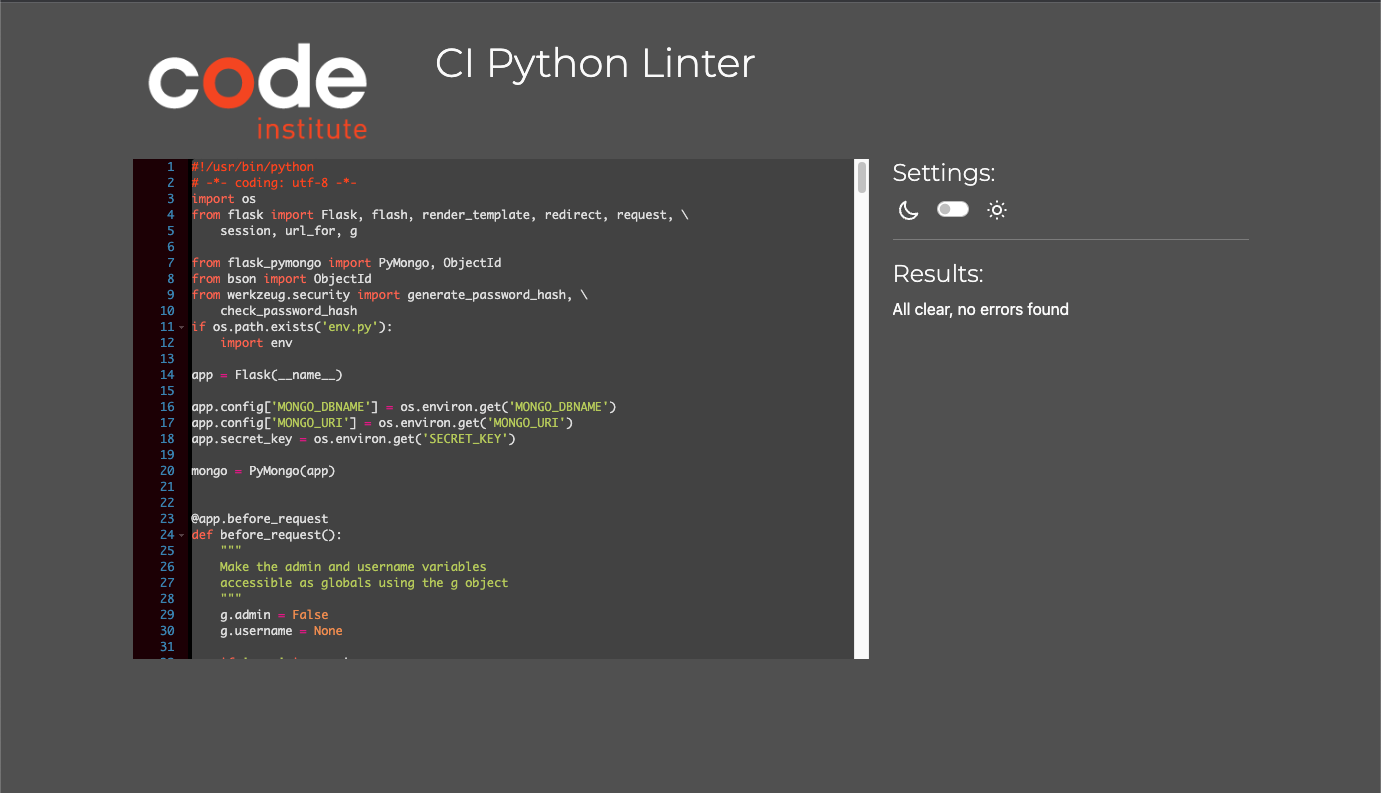 code
institute
CI Python Linter
1 #!/usr/bin/python
2 # -*- coding: utf-8 -*-
3 import os
4 from flask import Flask, flash, render_template, redirect, request, \
5     session, url_for, g
6
7 from flask_pymongo import PyMongo, ObjectId
8 from bson import ObjectId
9 from werkzeug.security import generate_password_hash, \
10     check_password_hash
11 if os.path.exists('env.py'):
12     import env
13
14 app = Flask(__name__)
15
16 app.config['MONGO_DBNAME'] = os.environ.get('MONGO_DBNAME')
17 app.config['MONGO_URI'] = os.environ.get('MONGO_URI')
18 app.secret_key = os.environ.get('SECRET_KEY')
19
20 mongo = PyMongo(app)
21
22
23 @app.before_request
24 def before_request():
25     """
26     Make the admin and username variables
27     accessible as globals using the g object
28     """
29     g.admin = False
30     g.username = None
31
Settings:
Results:
All clear, no errors found